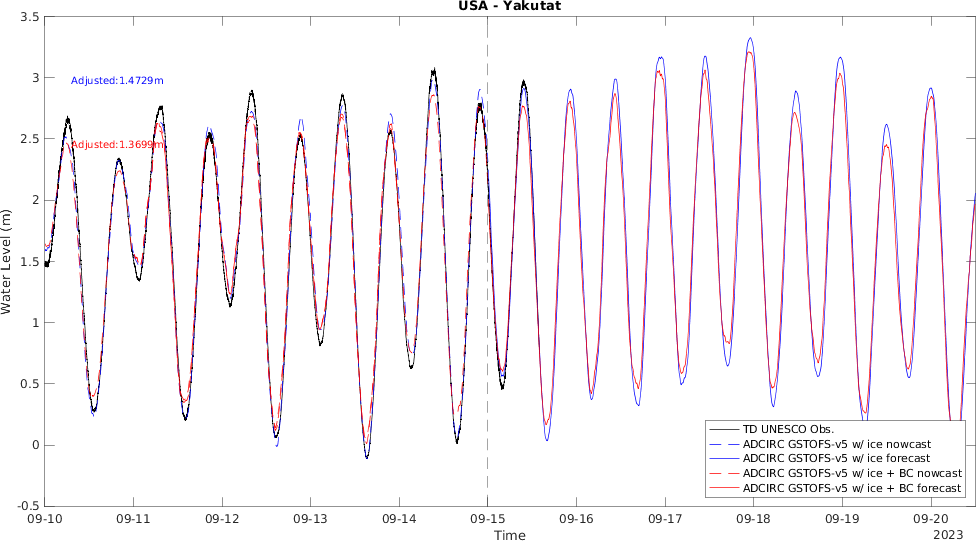 USA - Yakutat
3.5
3
2.5
2
1.5
1
0.5
0
-0.5
Water Level (m)
Adjusted:1.4729m
Adjusted:1.3699m
TD UNESCO Obs.
ADCIRC GSTOFS-v5 w/ ice nowcast
ADCIRC GSTOFS-v5 w/ ice forecast
ADCIRC GSTOFS-v5 w/ ice + BC nowcast
ADCIRC GSTOFS-v5 w/ ice + BC forecast
09-10 09-11 09-12 09-13 09-14 09-15 09-16 09-17 09-18 09-19 09-20
Time
2023